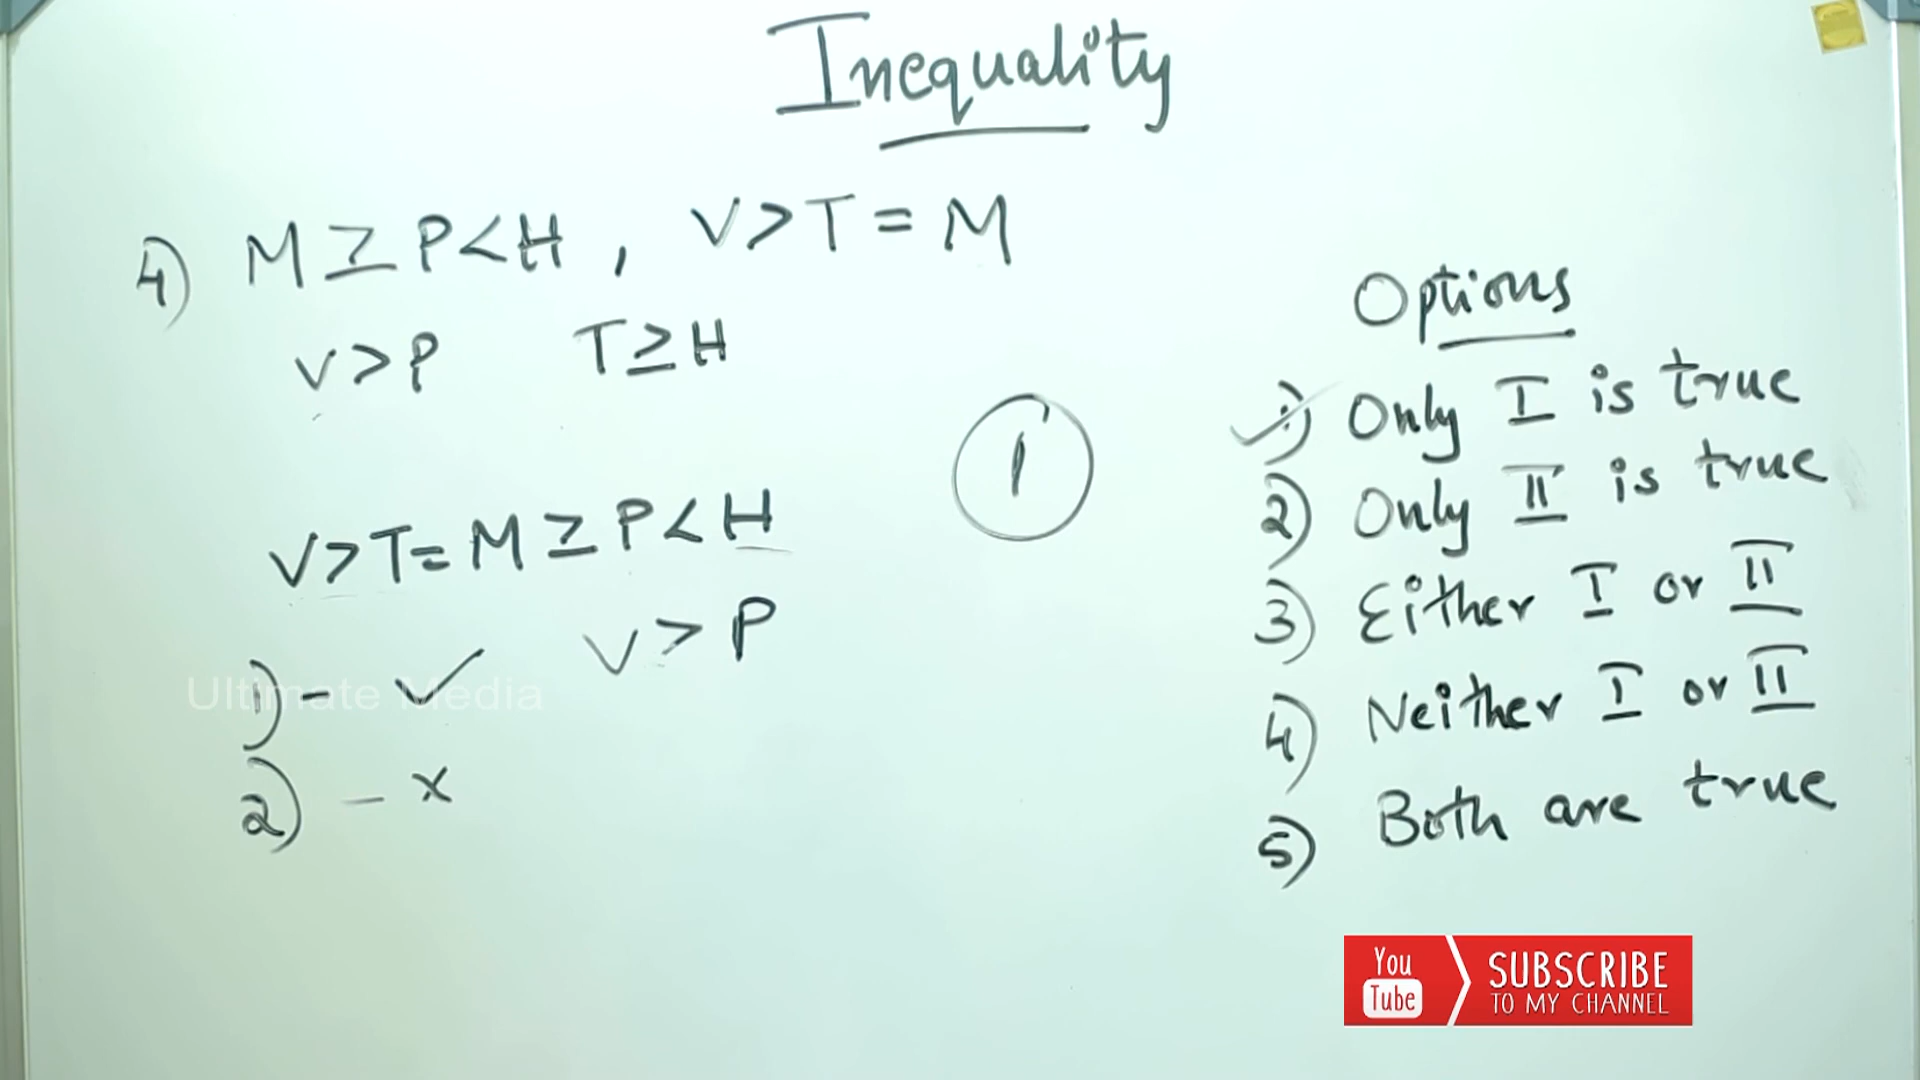 Inequality
4) M ≥ P < H , V > T = M
V > P T ≥ H
V > T = M ≥ P < H
V > P
1) - ✓
2) - x
1
Options
1) Only I is true
2) Only II is true
3) Either I or II
4) Neither I or II
5) Both are true
Ultimate Media
You Tube
SUBSCRIBE
TO MY CHANNEL